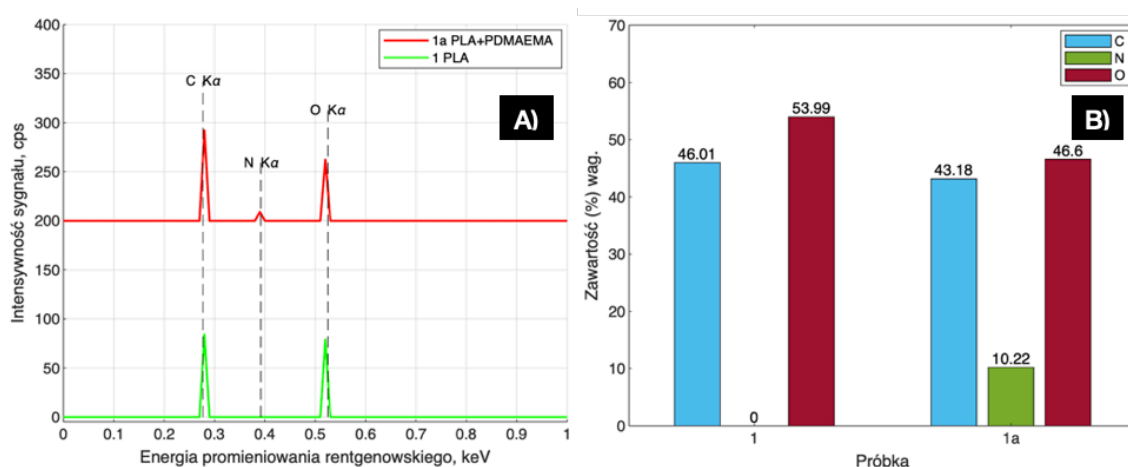 400
350
300
250
200
150
100
50
0
0 0.1 0.2 0.3 0.4 0.5 0.6 0.7 0.8 0.9 1
Intensywność sygnału, cps
Energia promieniowania rentgenowskiego, keV
1a PLA+PDMAEMA
1 PLA
C Kα
N Kα
O Kα
A)
70
60
50
40
30
20
10
0
Zawartość (%) wag.
46.01
0
53.99
43.18
10.22
46.6
1 1a
Próbka
C
N
O
B)